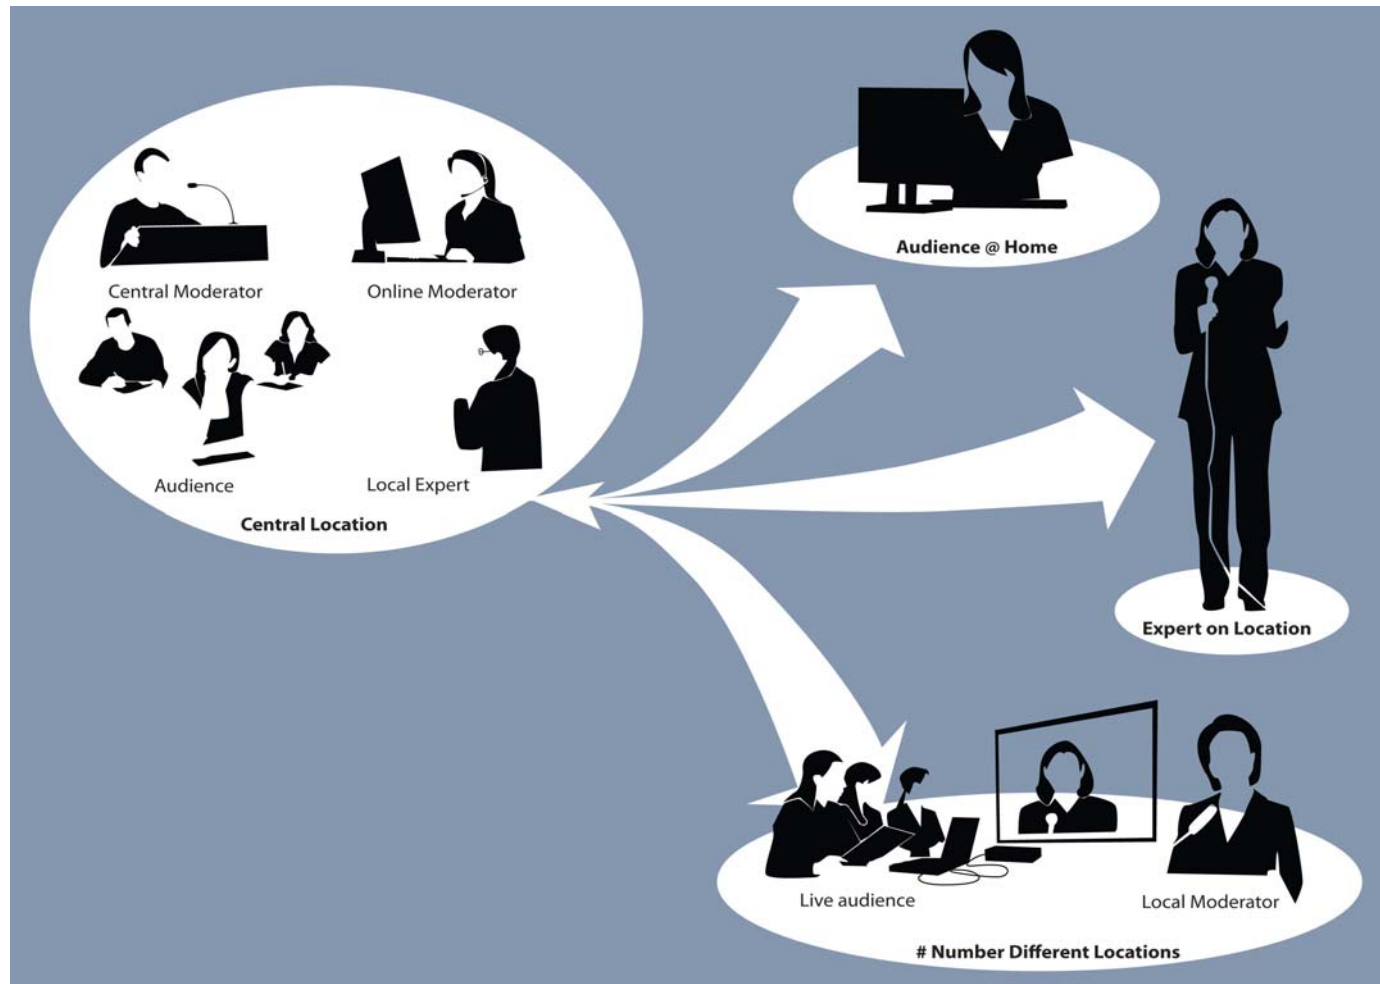 Central Moderator
Online Moderator
Audience
Local Expert
Central Location
Audience @ Home
Expert on Location
Live audience
Local Moderator
# Number Different Locations